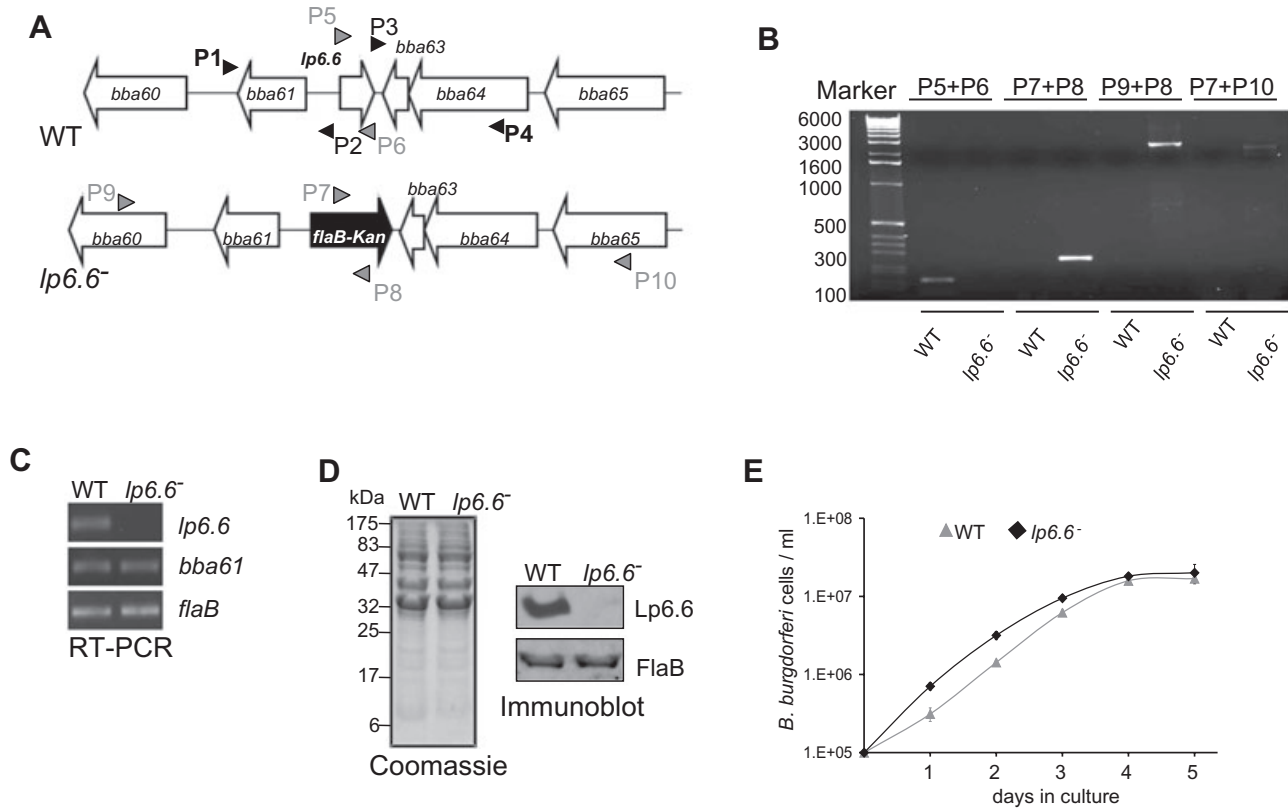 A
P5
P3
P1
lp6.6
bba63
bba60
bba61
bba64
bba65
WT
P2
P6
P4
P9
P7
bba63
bba60
bba61
flaB-Kan
bba64
bba65
lp6.6-
P8
P10
B
Marker
P5+P6
P7+P8
P9+P8
P7+P10
6000
3000
1600
1000
500
300
100
WT
lp6.6-
WT
lp6.6-
WT
lp6.6-
WT
lp6.6-
C
WT lp6.6-
lp6.6
bba61
flaB
RT-PCR
D
kDa
WT lp6.6-
175
83
47
32
25
17
6
Coomassie
WT lp6.6-
Lp6.6
FlaB
Immunoblot
E
WT
lp6.6-
1.E+08
1.E+07
1.E+06
1.E+05
B. burgdorferi cells / ml
1 2 3 4 5
days in culture